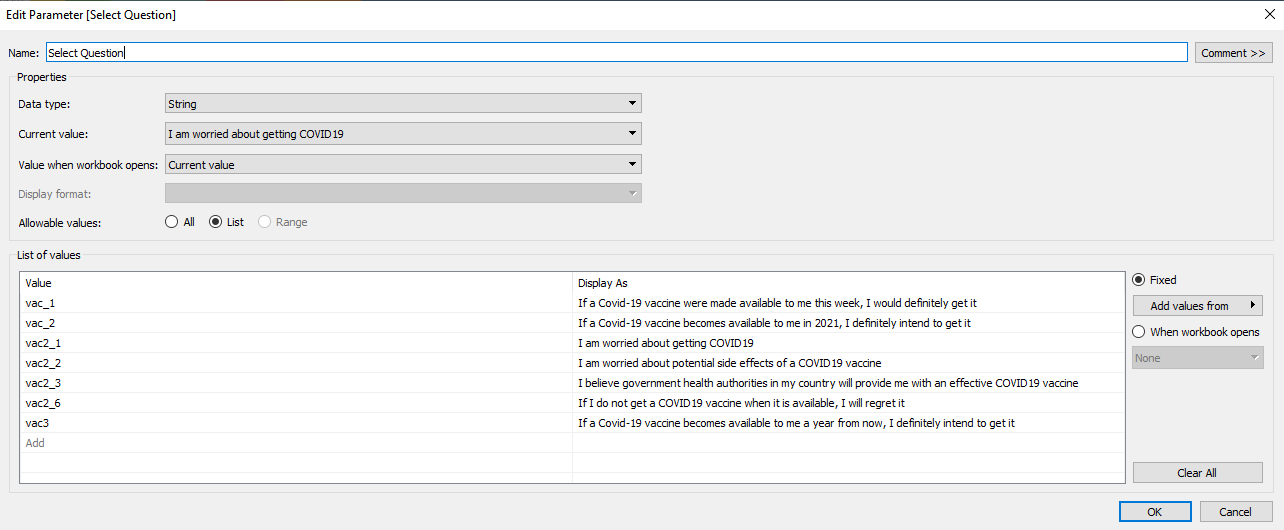 Edit Parameter [Select Question]
Name: Select Question Comment >>
Properties
Data type: String
Current value: I am worried about getting COVID19
Value when workbook opens: Current value
Display format:
Allowable values: All List Range
List of values
Value Display As
Fixed
vac_1 If a Covid-19 vaccine were made available to me this week, I would definitely get it
Add values from
vac_2 If a Covid-19 vaccine becomes available to me in 2021, I definitely intend to get it
When workbook opens
vac2_1 I am worried about getting COVID19
None
vac2_2 I am worried about potential side effects of a COVID19 vaccine
vac2_3 I believe government health authorities in my country will provide me with an effective COVID19 vaccine
vac2_6 If I do not get a COVID19 vaccine when it is available, I will regret it
vac3 If a Covid-19 vaccine becomes available to me a year from now, I definitely intend to get it
Add
Clear All
OK Cancel